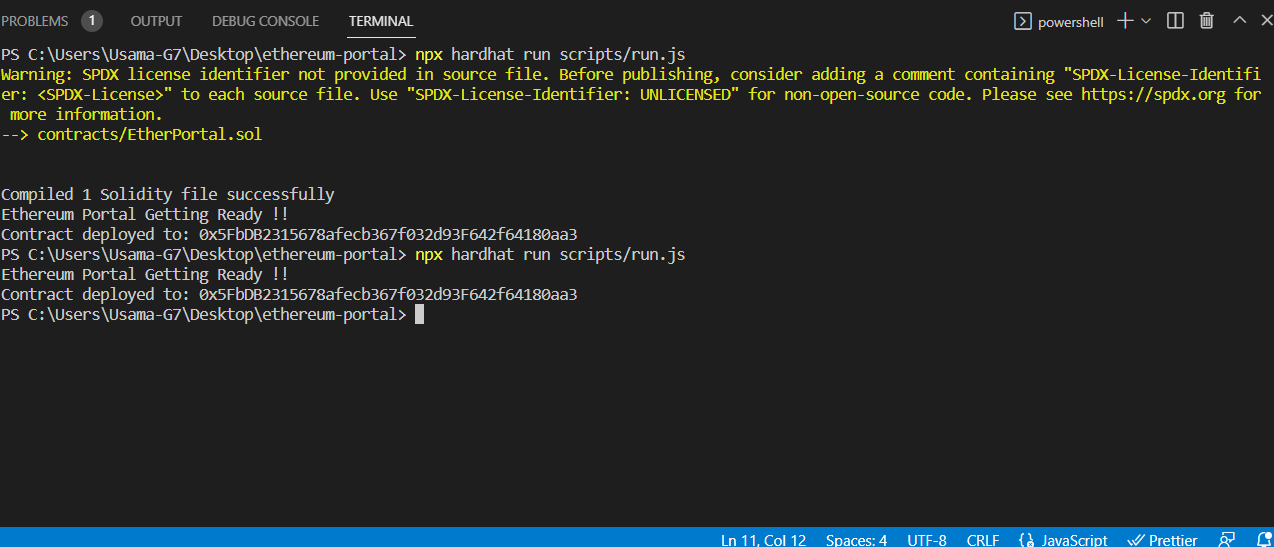 PROBLEMS 1 OUTPUT DEBUG CONSOLE TERMINAL powershell
PS C:\Users\Usama-G7\Desktop\ethereum-portal> npx hardhat run scripts/run.js
Warning: SPDX license identifier not provided in source file. Before publishing, consider adding a comment containing "SPDX-License-Identifi
er: <SPDX-License>" to each source file. Use "SPDX-License-Identifier: UNLICENSED" for non-open-source code. Please see https://spdx.org for
more information.
--> contracts/EtherPortal.sol
Compiled 1 Solidity file successfully
Ethereum Portal Getting Ready !!
Contract deployed to: 0x5FbDB2315678afecb367f032d93F642f64180aa3
PS C:\Users\Usama-G7\Desktop\ethereum-portal> npx hardhat run scripts/run.js
Ethereum Portal Getting Ready !!
Contract deployed to: 0x5FbDB2315678afecb367f032d93F642f64180aa3
PS C:\Users\Usama-G7\Desktop\ethereum-portal>
Ln 11, Col 12 Spaces: 4 UTF-8 CRLF JavaScript Prettier